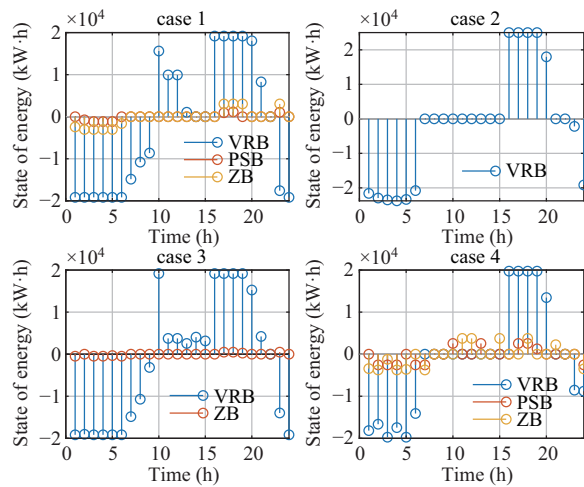 case 1
×10⁴
State of energy (kW·h)
2
1
0
−1
−2
VRB
PSB
ZB
0 5 10 15 20
Time (h)
case 2
×10⁴
State of energy (kW·h)
2
1
0
−1
−2
VRB
0 5 10 15 20
Time (h)
case 3
×10⁴
State of energy (kW·h)
2
1
0
−1
−2
VRB
ZB
0 5 10 15 20
Time (h)
case 4
×10⁴
State of energy (kW·h)
2
1
0
−1
−2
VRB
PSB
ZB
0 5 10 15 20
Time (h)